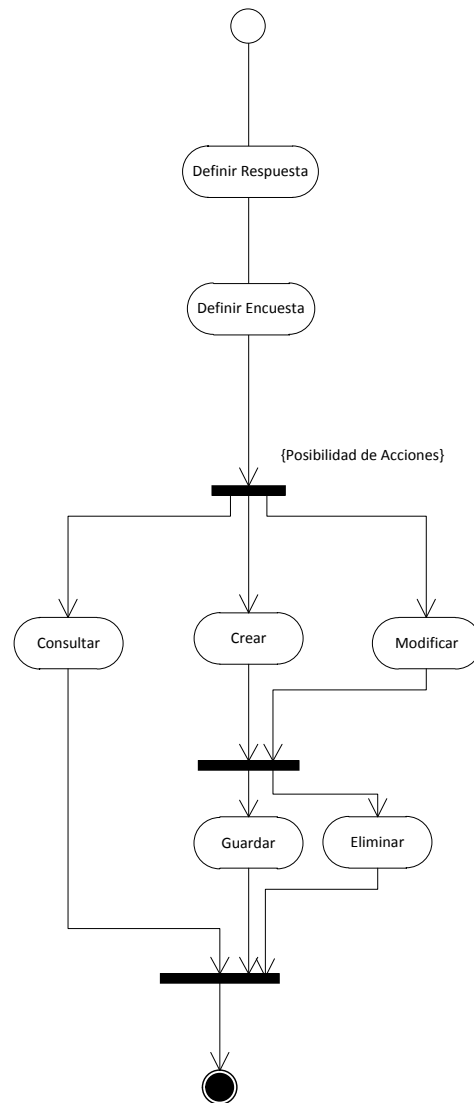 Definir Respuesta
Definir Encuesta
{Posibilidad de Acciones}
Consultar
Crear
Modificar
Guardar
Eliminar